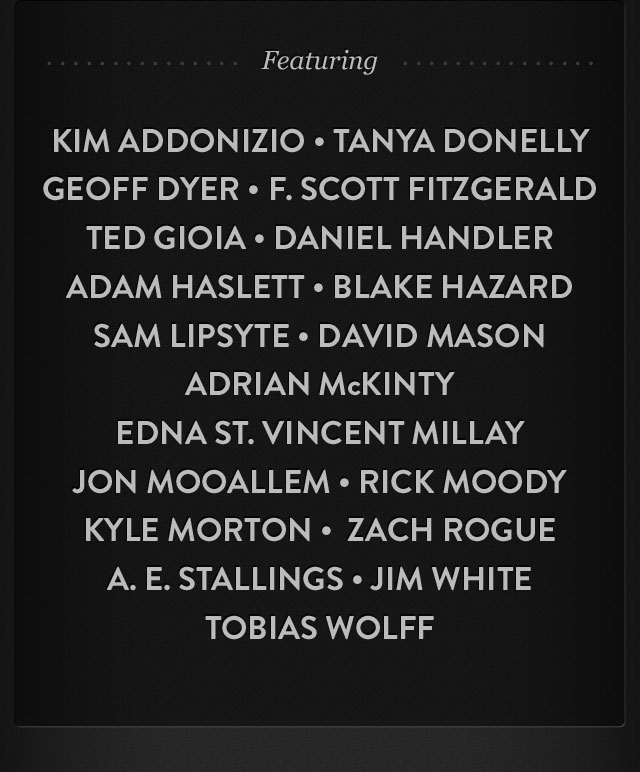 Featuring
KIM ADDONIZIO • TANYA DONELLY
GEOFF DYER • F. SCOTT FITZGERALD
TED GIOIA • DANIEL HANDLER
ADAM HASLETT • BLAKE HAZARD
SAM LIPSYTE • DAVID MASON
ADRIAN McKINTY
EDNA ST. VINCENT MILLAY
JON MOOALLEM • RICK MOODY
KYLE MORTON • ZACH ROGUE
A. E. STALLINGS • JIM WHITE
TOBIAS WOLFF